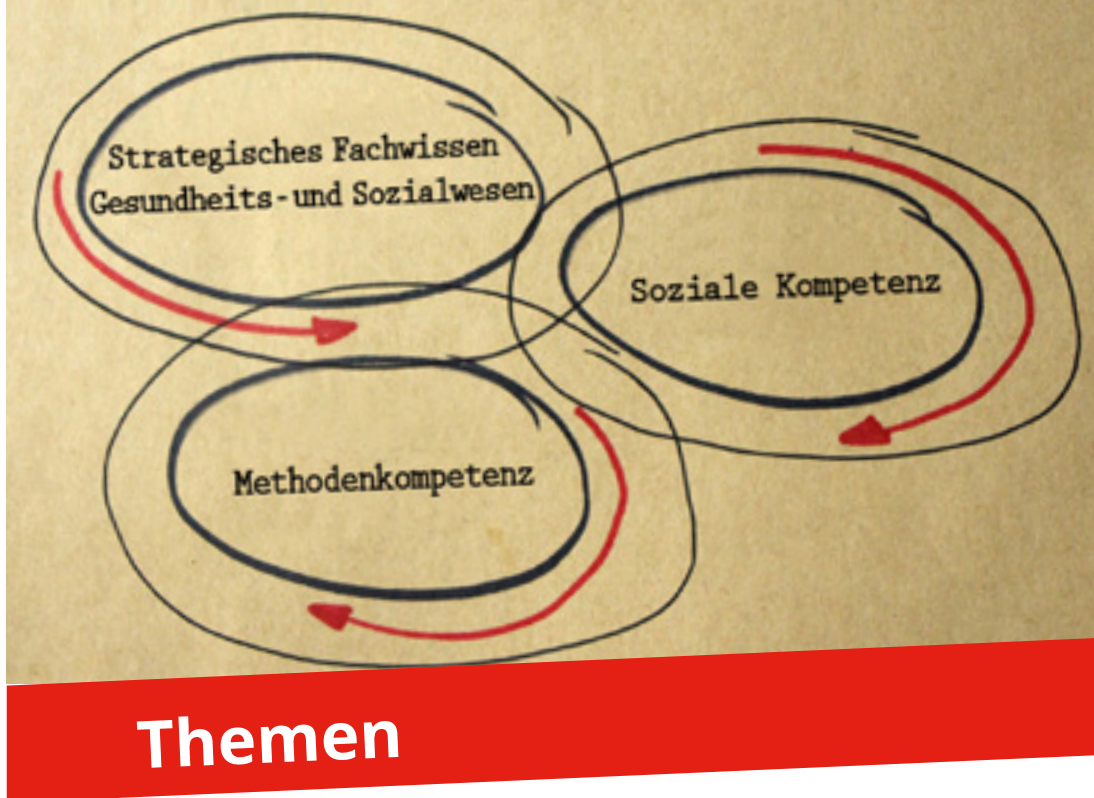 Strategisches Fachwissen
Gesundheits-und Sozialwesen
Soziale Kompetenz
Methodenkompetenz
Themen